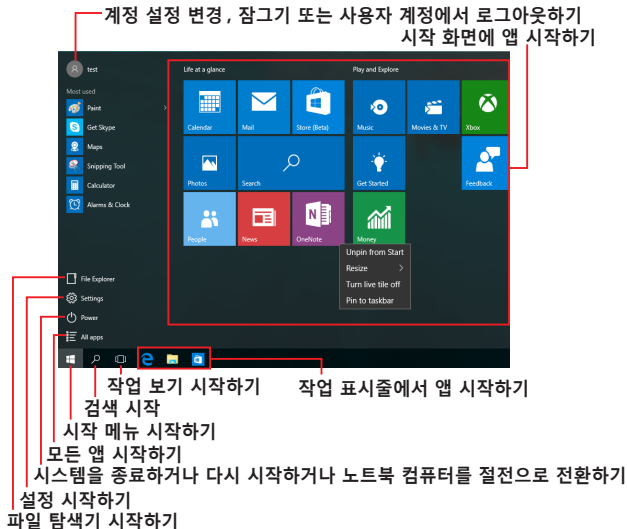 계정 설정 변경, 잠그기 또는 사용자 계정에서 로그아웃하기
시작 화면에 앱 시작하기
test
Most used
Paint
Get Skype
Maps
Snipping Tool
Calculator
Alarms & Clock
File Explorer
Settings
Power
All apps
Life at a glance
Play and Explore
Calendar
Mail
Store (Beta)
Music
Movies & TV
Xbox
Photos
Search
Get Started
Feedback
People
News
OneNote
Money
Unpin from Start
Resize
Turn live tile off
Pin to taskbar
작업 보기 시작하기
작업 표시줄에서 앱 시작하기
검색 시작
시작 메뉴 시작하기
모든 앱 시작하기
시스템을 종료하거나 다시 시작하거나 노트북 컴퓨터를 절전으로 전환하기
설정 시작하기
파일 탐색기 시작하기